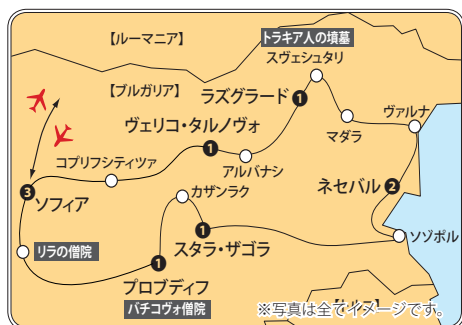 【ルーマニア】
トラキア人の墳墓
スヴェシュタリ
【ブルガリア】
ラズグラード
1
ヴァルナ
ヴェリコ・タルノヴォ
1
マダラ
コプリフシティツァ
アルバナシ
カザンラク
ネセバル
2
3
ソフィア
1
スタラ・ザゴラ
ソゾポル
リラの僧院
1
プロブディフ
バチコヴォ僧院
※写真は全てイメージです。